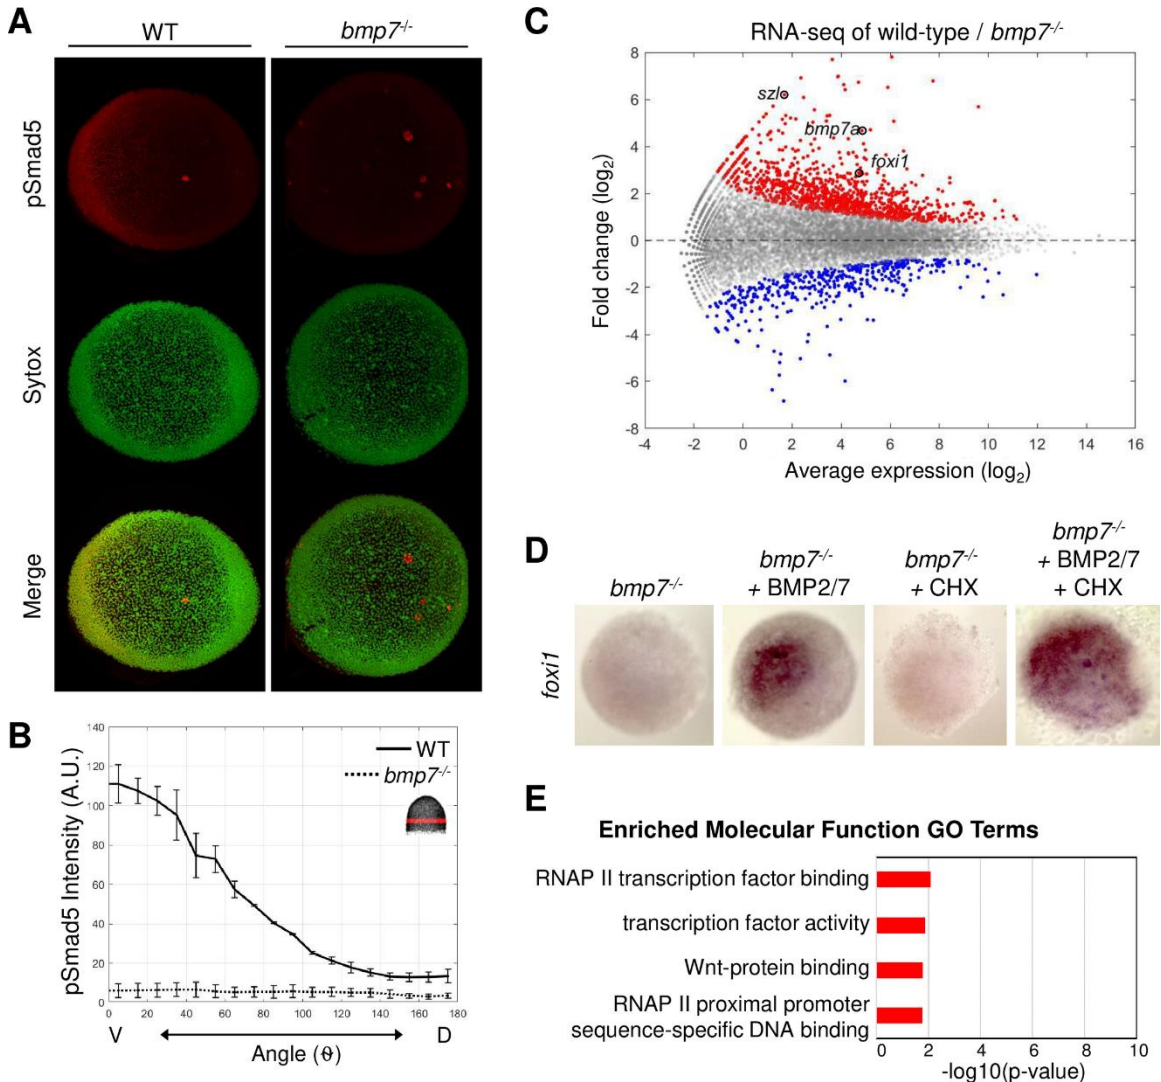 A
WT
bmp7-/-
pSmad5
Sytox
Merge
B
pSmad5 Intensity (A.U.)
140
120
100
80
60
40
20
0
WT
bmp7-/-
0 20 40 60 80 100 120 140 160 180
V
D
Angle (θ)
C
RNA-seq of wild-type / bmp7-/-
Fold change (log2)
8
6
4
2
0
-2
-4
-6
-8
szl
bmp7a
foxi1
-4 -2 0 2 4 6 8 10 12 14 16
Average expression (log2)
D
bmp7-/-
bmp7-/-
+ BMP2/7
bmp7-/-
+ CHX
bmp7-/-
+ BMP2/7
+ CHX
foxi1
E
Enriched Molecular Function GO Terms
RNAP II transcription factor binding
transcription factor activity
Wnt-protein binding
RNAP II proximal promoter
sequence-specific DNA binding
0 2 4 6 8 10
-log10(p-value)